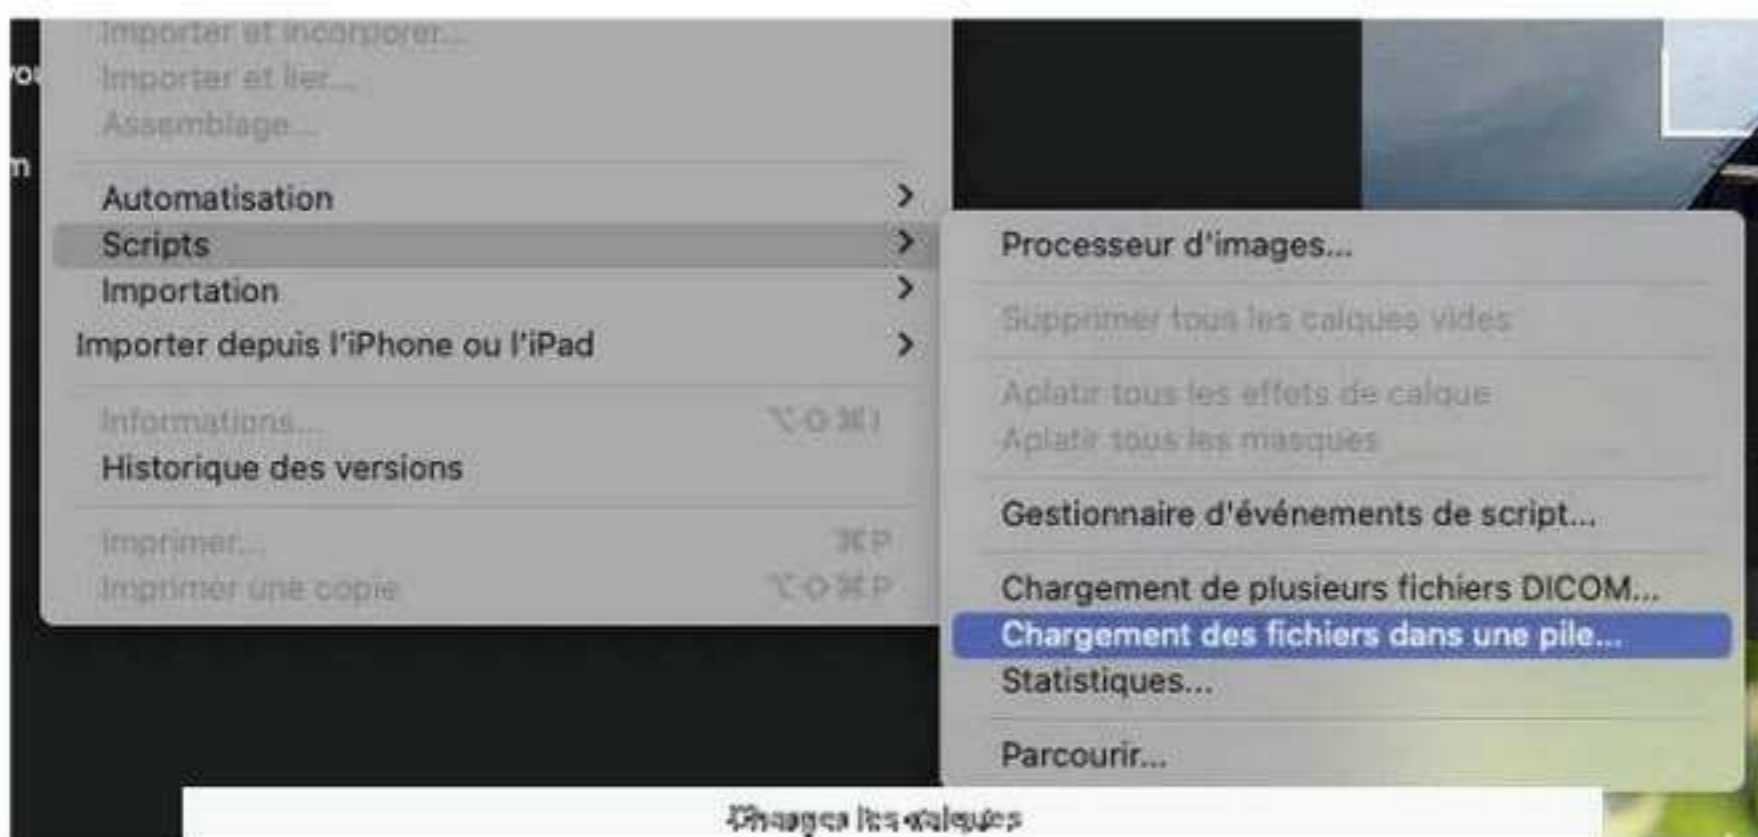 Importer et incorporer...
Importer et lier...
Assemblage...
Automatisation
Scripts
Importation
Importer depuis l'iPhone ou l'iPad
Informations... ⌥⇧⌘I
Historique des versions
Imprimer... ⌘P
Imprimer une copie ⌥⇧⌘P
Processeur d'images...
Supprimer tous les calques vides
Aplatir tous les effets de calque
Aplatir tous les masques
Gestionnaire d'événements de script...
Chargement de plusieurs fichiers DICOM...
Chargement des fichiers dans une pile...
Statistiques...
Parcourir...
les calques